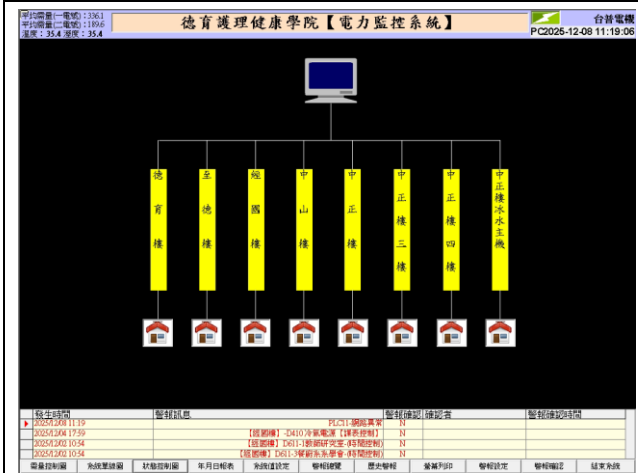 平均需量(一電號):336.1
平均需量(二電號):189.6
溫度:35.4 溼度:35.4
德育護理健康學院【電力監控系統】
台普電機
PC2025-12-08 11:19:06
德育樓
至德樓
經國樓
中山樓
中正樓
中正樓三樓
中正樓四樓
中正樓冰水主機
發生時間 警報訊息 警報確認 確認者 警報確認時間
2025/12/08 11:19 PLC11-網路異常 N
2025/12/04 17:59 【經國樓】-D410冷氣電源【課表控制】 N
2025/12/02 10:54 【經國樓】D611-1教師研究室-(時間控制) N
2025/12/02 10:54 【經國樓】D611-3餐廚系系學會-(時間控制) N
需量控制圖 系統單線圖 狀態控制圖 年月日報表 系統值設定 警報總覽 歷史警報 螢幕列印 警報設定 警報確認 結束系統